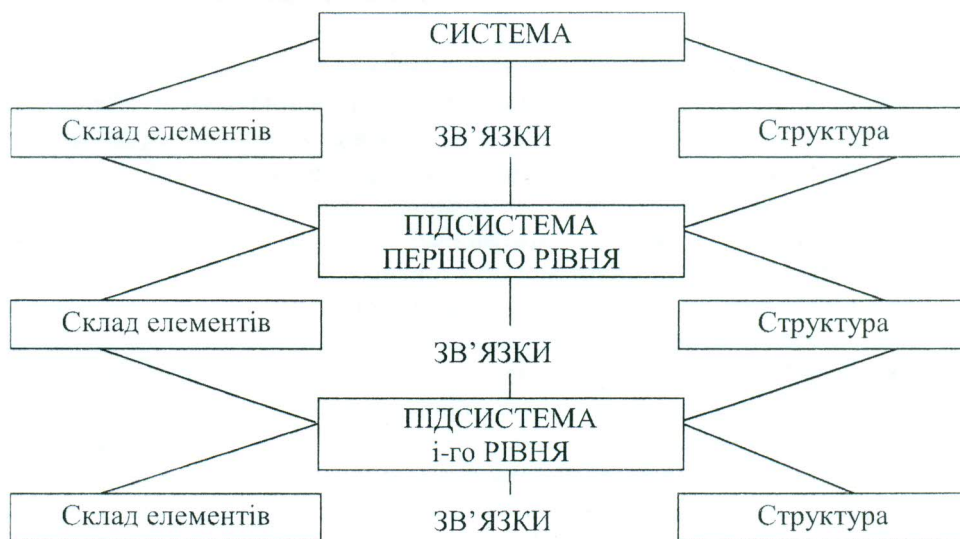 СИСТЕМА
Склад елементів
ЗВ’ЯЗКИ
Структура
ПІДСИСТЕМА
ПЕРШОГО РІВНЯ
Склад елементів
ЗВ’ЯЗКИ
Структура
ПІДСИСТЕМА
і-го РІВНЯ
Склад елементів
ЗВ’ЯЗКИ
Структура